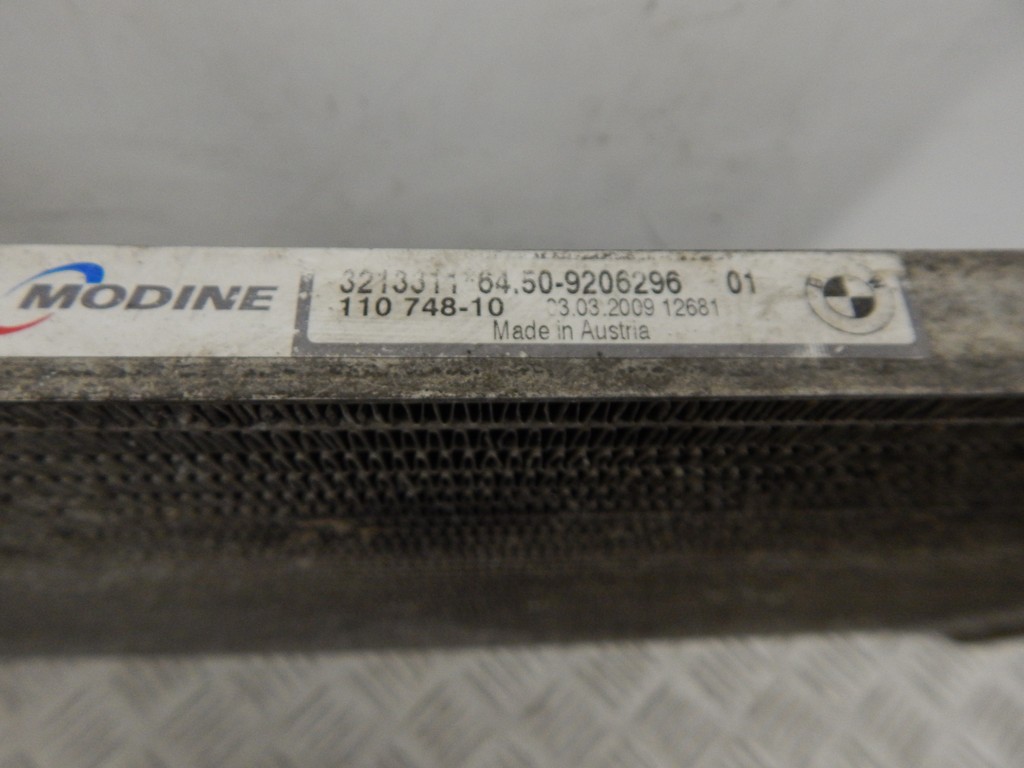 MODINE
3213311 64.50-9206296 01
110 748-10 03.03.2009 12681
Made in Austria